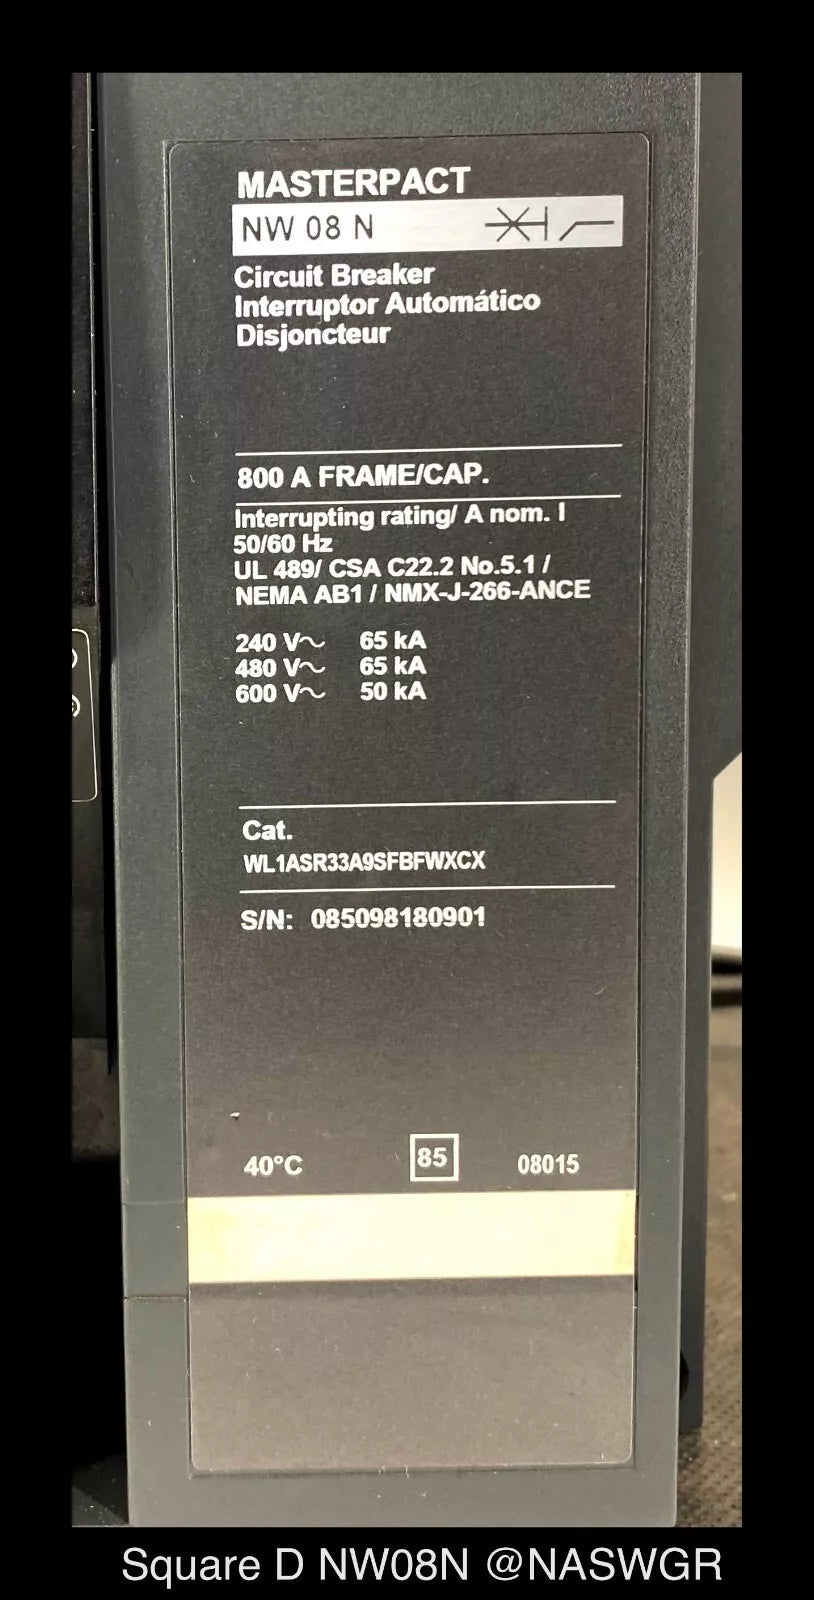 MASTERPACT
NW 08 N
Circuit Breaker
Interruptor Automático
Disjoncteur
800 A FRAME/CAP.
Interrupting rating/ A nom. I
50/60 Hz
UL 489/ CSA C22.2 No.5.1 /
NEMA AB1 / NMX-J-266-ANCE
240 V～ 65 kA
480 V～ 65 kA
600 V～ 50 kA
Cat.
WL1ASR33A9SFBFWXCX
S/N: 085098180901
40°C 85 08015
Square D NW08N @NASWGR